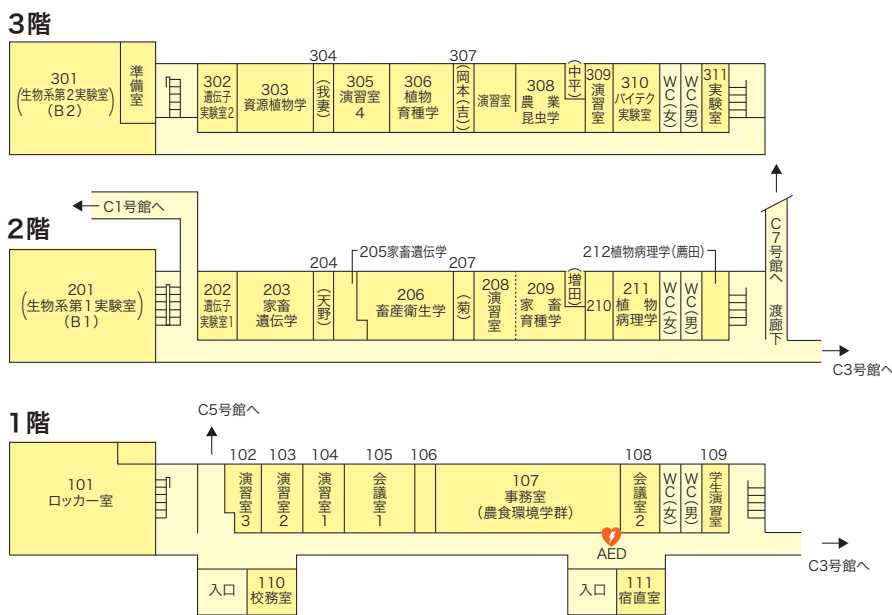 3階
301
(生物系第2実験室)
(B2)
準備室
302
遺伝子
実験室2
303
資源植物学
304
(我妻)
305
演習室
4
306
植物
育種学
307
(岡本(吉))
演習室
308
農業
昆虫学
(中平)
309
演習室
310
バイテク
実験室
WC(女)
WC(男)
311
実験室
2階
C1号館へ
201
(生物系第1実験室)
(B1)
202
遺伝子
実験室1
203
家畜
遺伝学
204
(天野)
205家畜遺伝学
206
畜産衛生学
207
(菊)
208
演習室
209
家畜
育種学
(増田)
210
211
植物
病理学
WC(女)
WC(男)
212植物病理学(薦田)
C7号館へ 渡廊下
C3号館へ
1階
C5号館へ
101
ロッカー室
102
演習室3
103
演習室2
104
演習室1
105
会議室1
106
107
事務室
(農食環境学群)
108
会議室2
WC(女)
WC(男)
109
学生演習室
AED
C3号館へ
入口
110
校務室
入口
111
宿直室